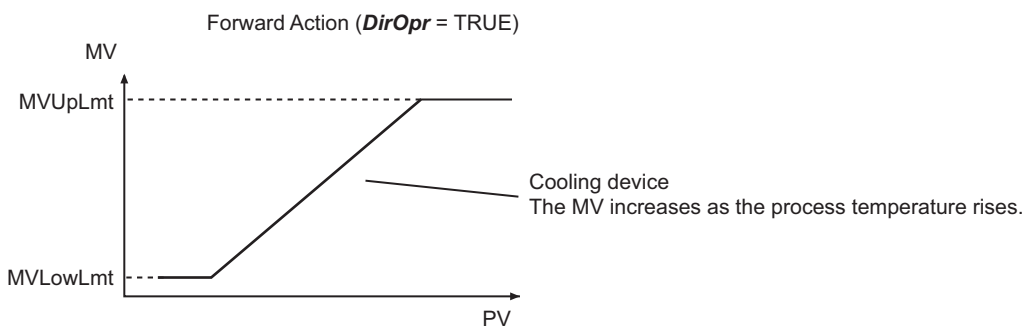 Forward Action (DirOpr = TRUE)
MV
MVUpLmt
Cooling device
The MV increases as the process temperature rises.
MVLowLmt
PV